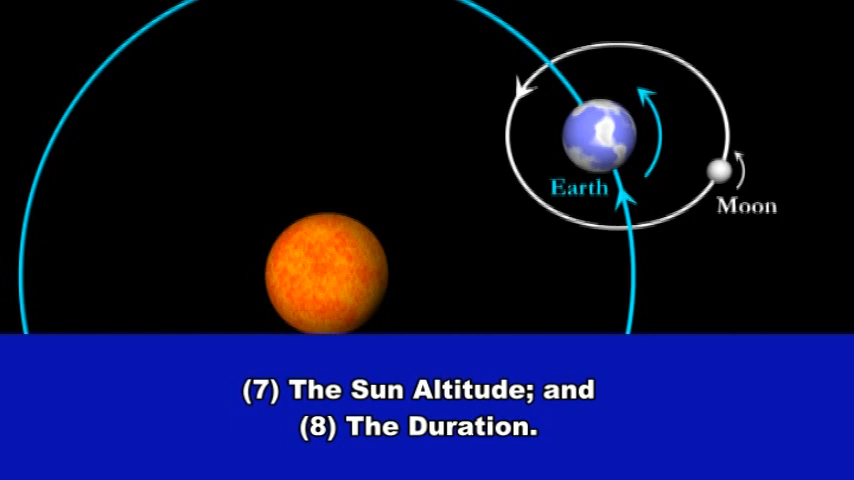 Earth
Moon
(7) The Sun Altitude; and
(8) The Duration.